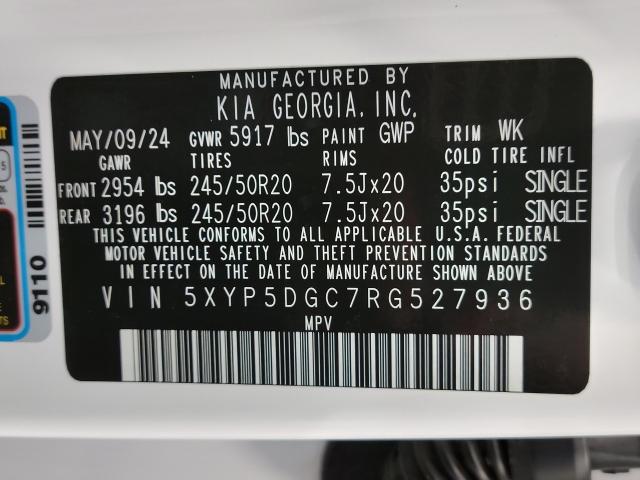 MANUFACTURED BY
KIA GEORGIA, INC.
MAY/09/24 GVWR 5917 lbs PAINT GWP TRIM WK
GAWR TIRES RIMS COLD TIRE INFL
FRONT 2954 lbs 245/50R20 7.5Jx20 35psi SINGLE
REAR 3196 lbs 245/50R20 7.5Jx20 35psi SINGLE
THIS VEHICLE CONFORMS TO ALL APPLICABLE U.S.A. FEDERAL
MOTOR VEHICLE SAFETY AND THEFT PREVENTION STANDARDS
IN EFFECT ON THE DATE OF MANUFACTURE SHOWN ABOVE
VIN 5XYP5DGC7RG527936
MPV
9110